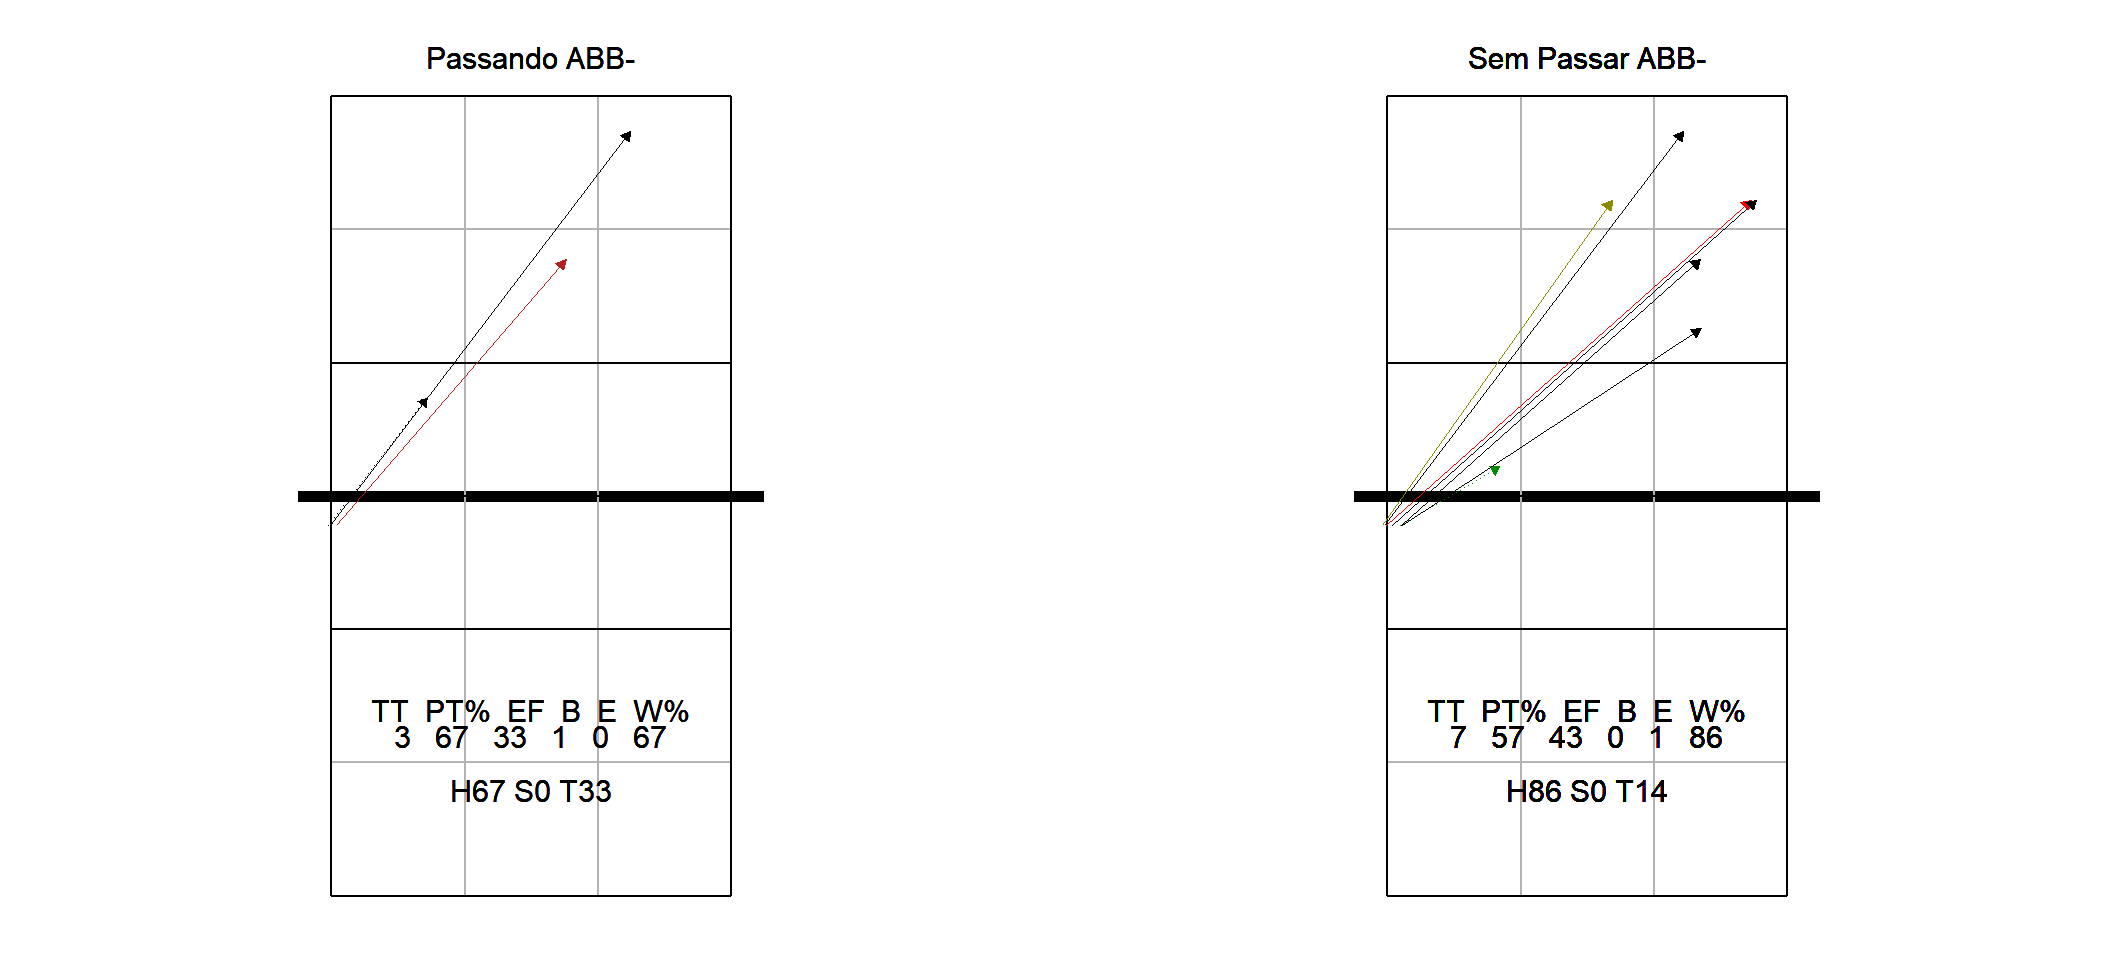 Passando ABB-
TT PT% EF B E W%
3 67 33 1 0 67
H67 S0 T33
Sem Passar ABB-
TT PT% EF B E W%
7 57 43 0 1 86
H86 S0 T14